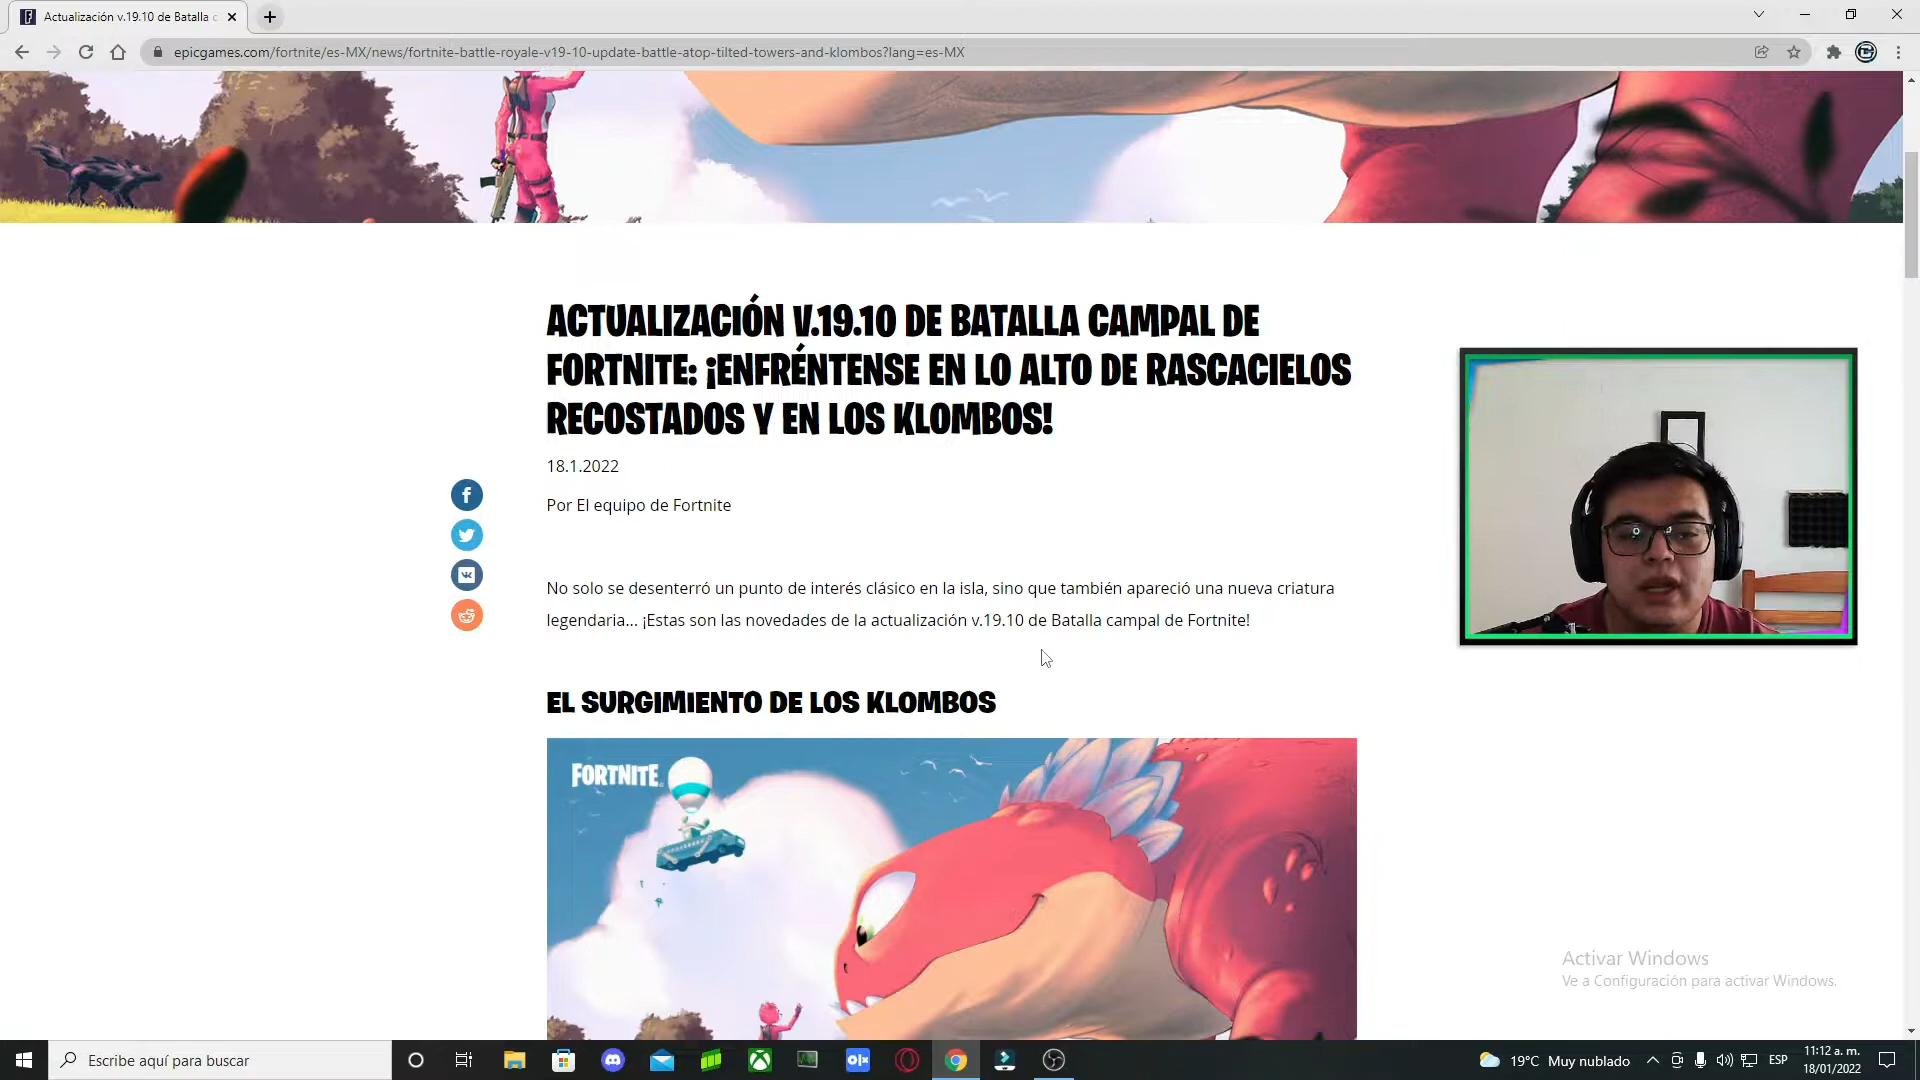 Actualización v.19.10 de Batalla c
epicgames.com/fortnite/es-MX/news/fortnite-battle-royale-v19-10-update-battle-atop-tilted-towers-and-klombos?lang=es-MX
ACTUALIZACIÓN V.19.10 DE BATALLA CAMPAL DE
FORTNITE: ¡ENFRÉNTENSE EN LO ALTO DE RASCACIELOS
RECOSTADOS Y EN LOS KLOMBOS!
18.1.2022
Por El equipo de Fortnite
No solo se desenterró un punto de interés clásico en la isla, sino que también apareció una nueva criatura
legendaria... ¡Estas son las novedades de la actualización v.19.10 de Batalla campal de Fortnite!
EL SURGIMIENTO DE LOS KLOMBOS
FORTNITE
Activar Windows
Ve a Configuración para activar Windows.
Escribe aquí para buscar
19°C Muy nublado
ESP
11:12 a. m.
18/01/2022